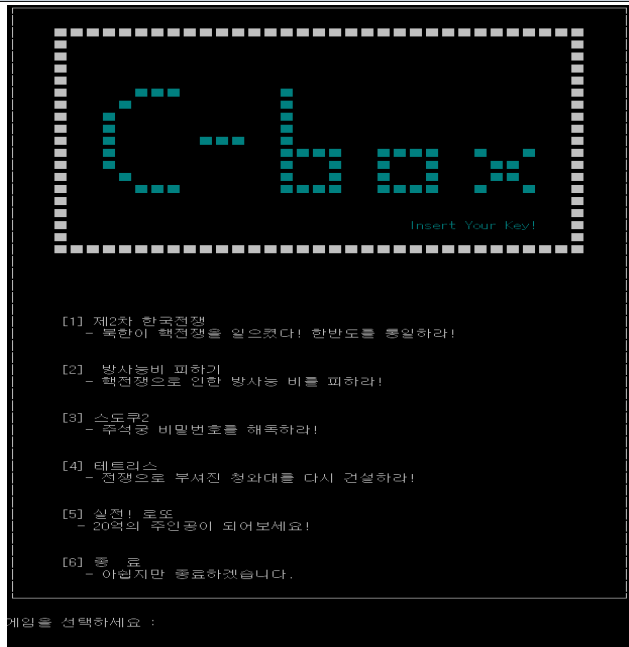 C-box
Insert Your Key!
[1] 제2차 한국전쟁
- 북한이 핵전쟁을 일으켰다! 한반도를 통일하라!
[2] 방사능비 피하기
- 핵전쟁으로 인한 방사능 비를 피하라!
[3] 스도쿠2
- 주석궁 비밀번호를 해독하라!
[4] 테트리스
- 전쟁으로 부셔진 청와대를 다시 건설하라!
[5] 실전! 로또
- 20억의 주인공이 되어보세요!
[6] 종 료
- 아쉽지만 종료하겠습니다.
게임을 선택하세요 :